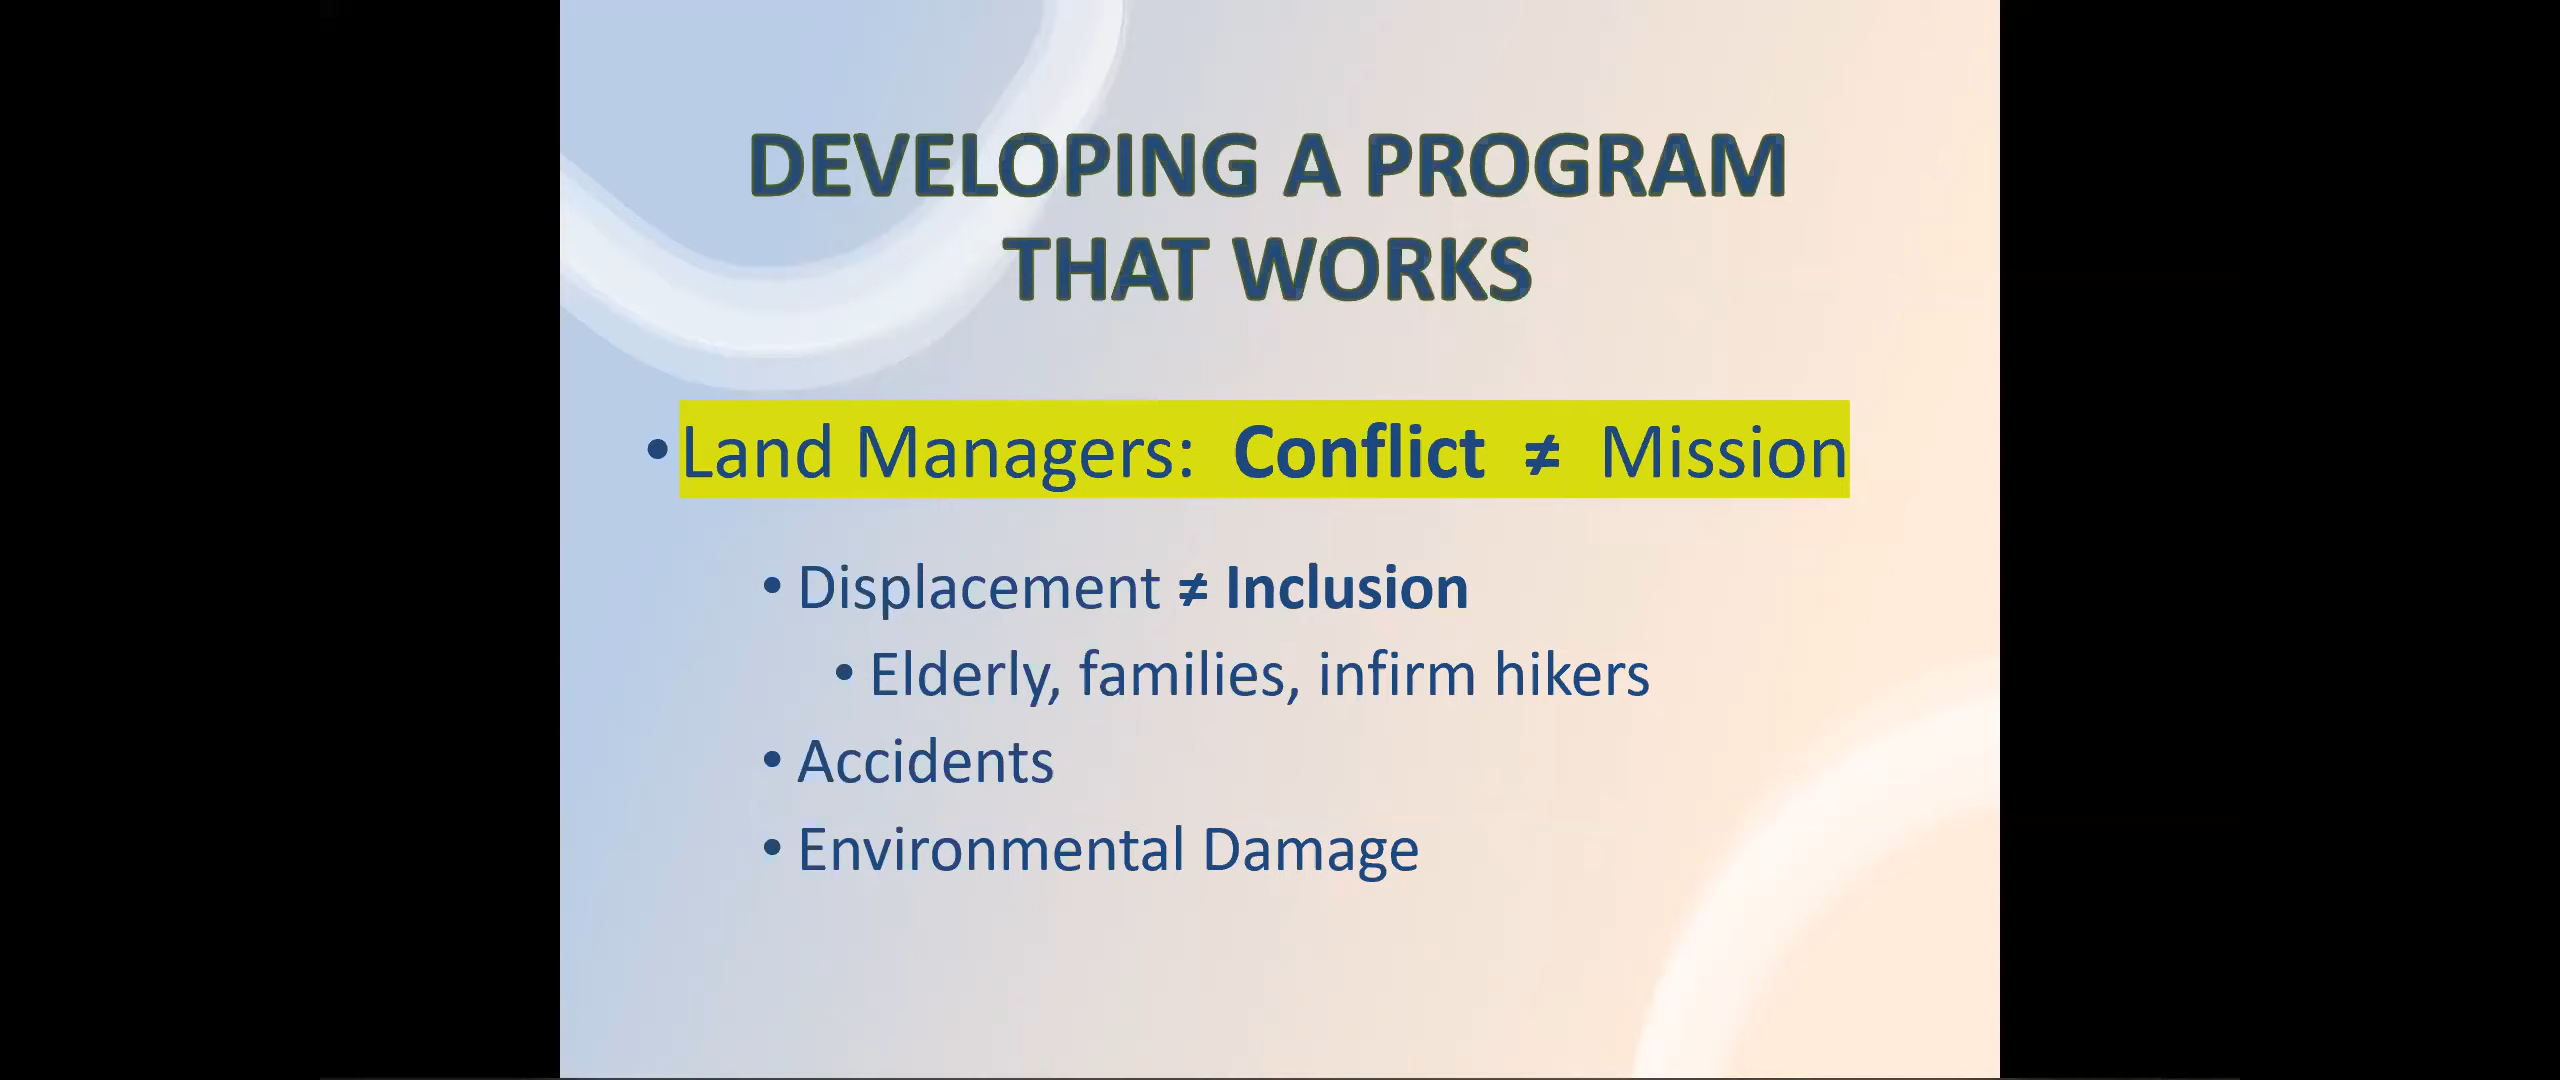 DEVELOPING A PROGRAM
THAT WORKS
• Land Managers: Conflict ≠ Mission
• Displacement ≠ Inclusion
• Elderly, families, infirm hikers
• Accidents
• Environmental Damage